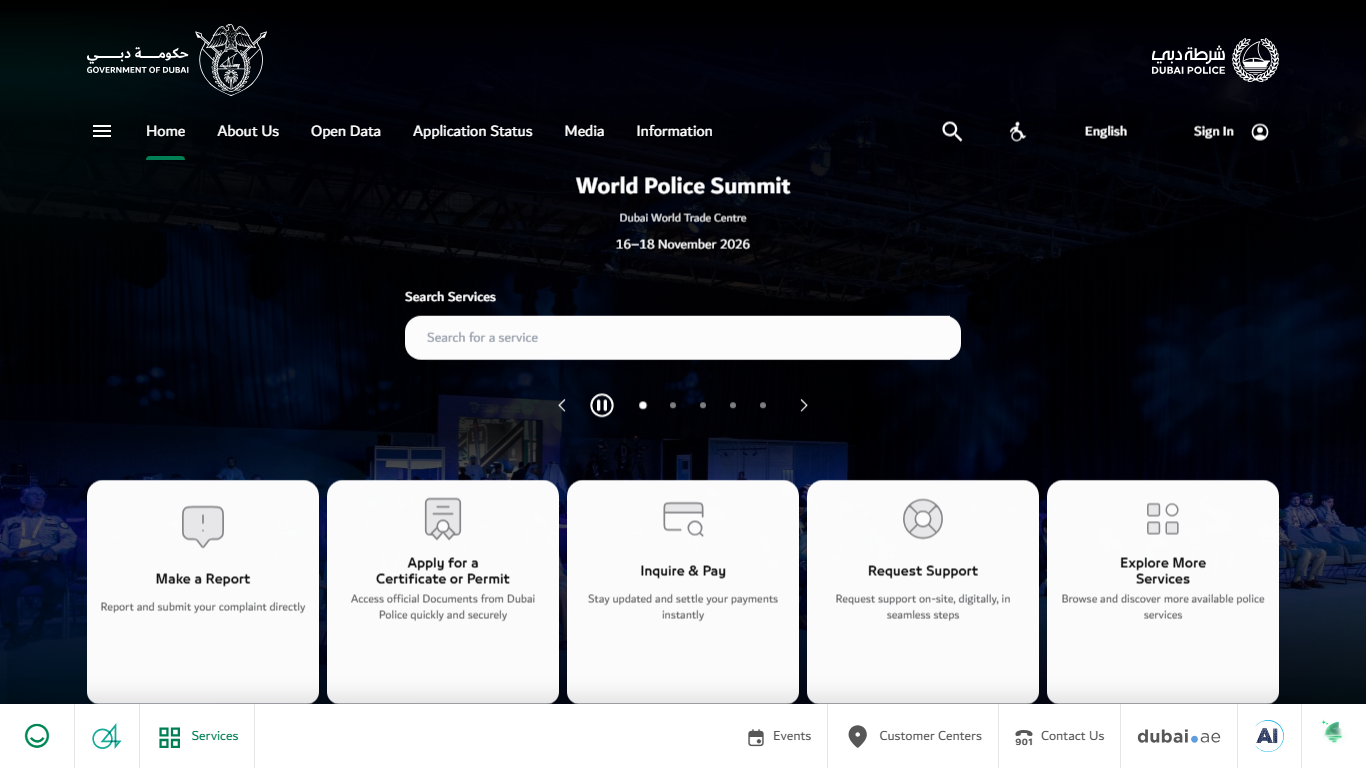 حكومة دبي
GOVERNMENT OF DUBAI
شرطة دبي
DUBAI POLICE
Home
About Us
Open Data
Application Status
Media
Information
English
Sign In
World Police Summit
Dubai World Trade Centre
16–18 November 2026
Search Services
Search for a service
Make a Report
Report and submit your complaint directly
Apply for a
Certificate or Permit
Access official Documents from Dubai
Police quickly and securely
Inquire & Pay
Stay updated and settle your payments
instantly
Request Support
Request support on-site, digitally, in
seamless steps
Explore More
Services
Browse and discover more available police
services
04
Services
Events
Customer Centers
901
Contact Us
dubai.ae
AI